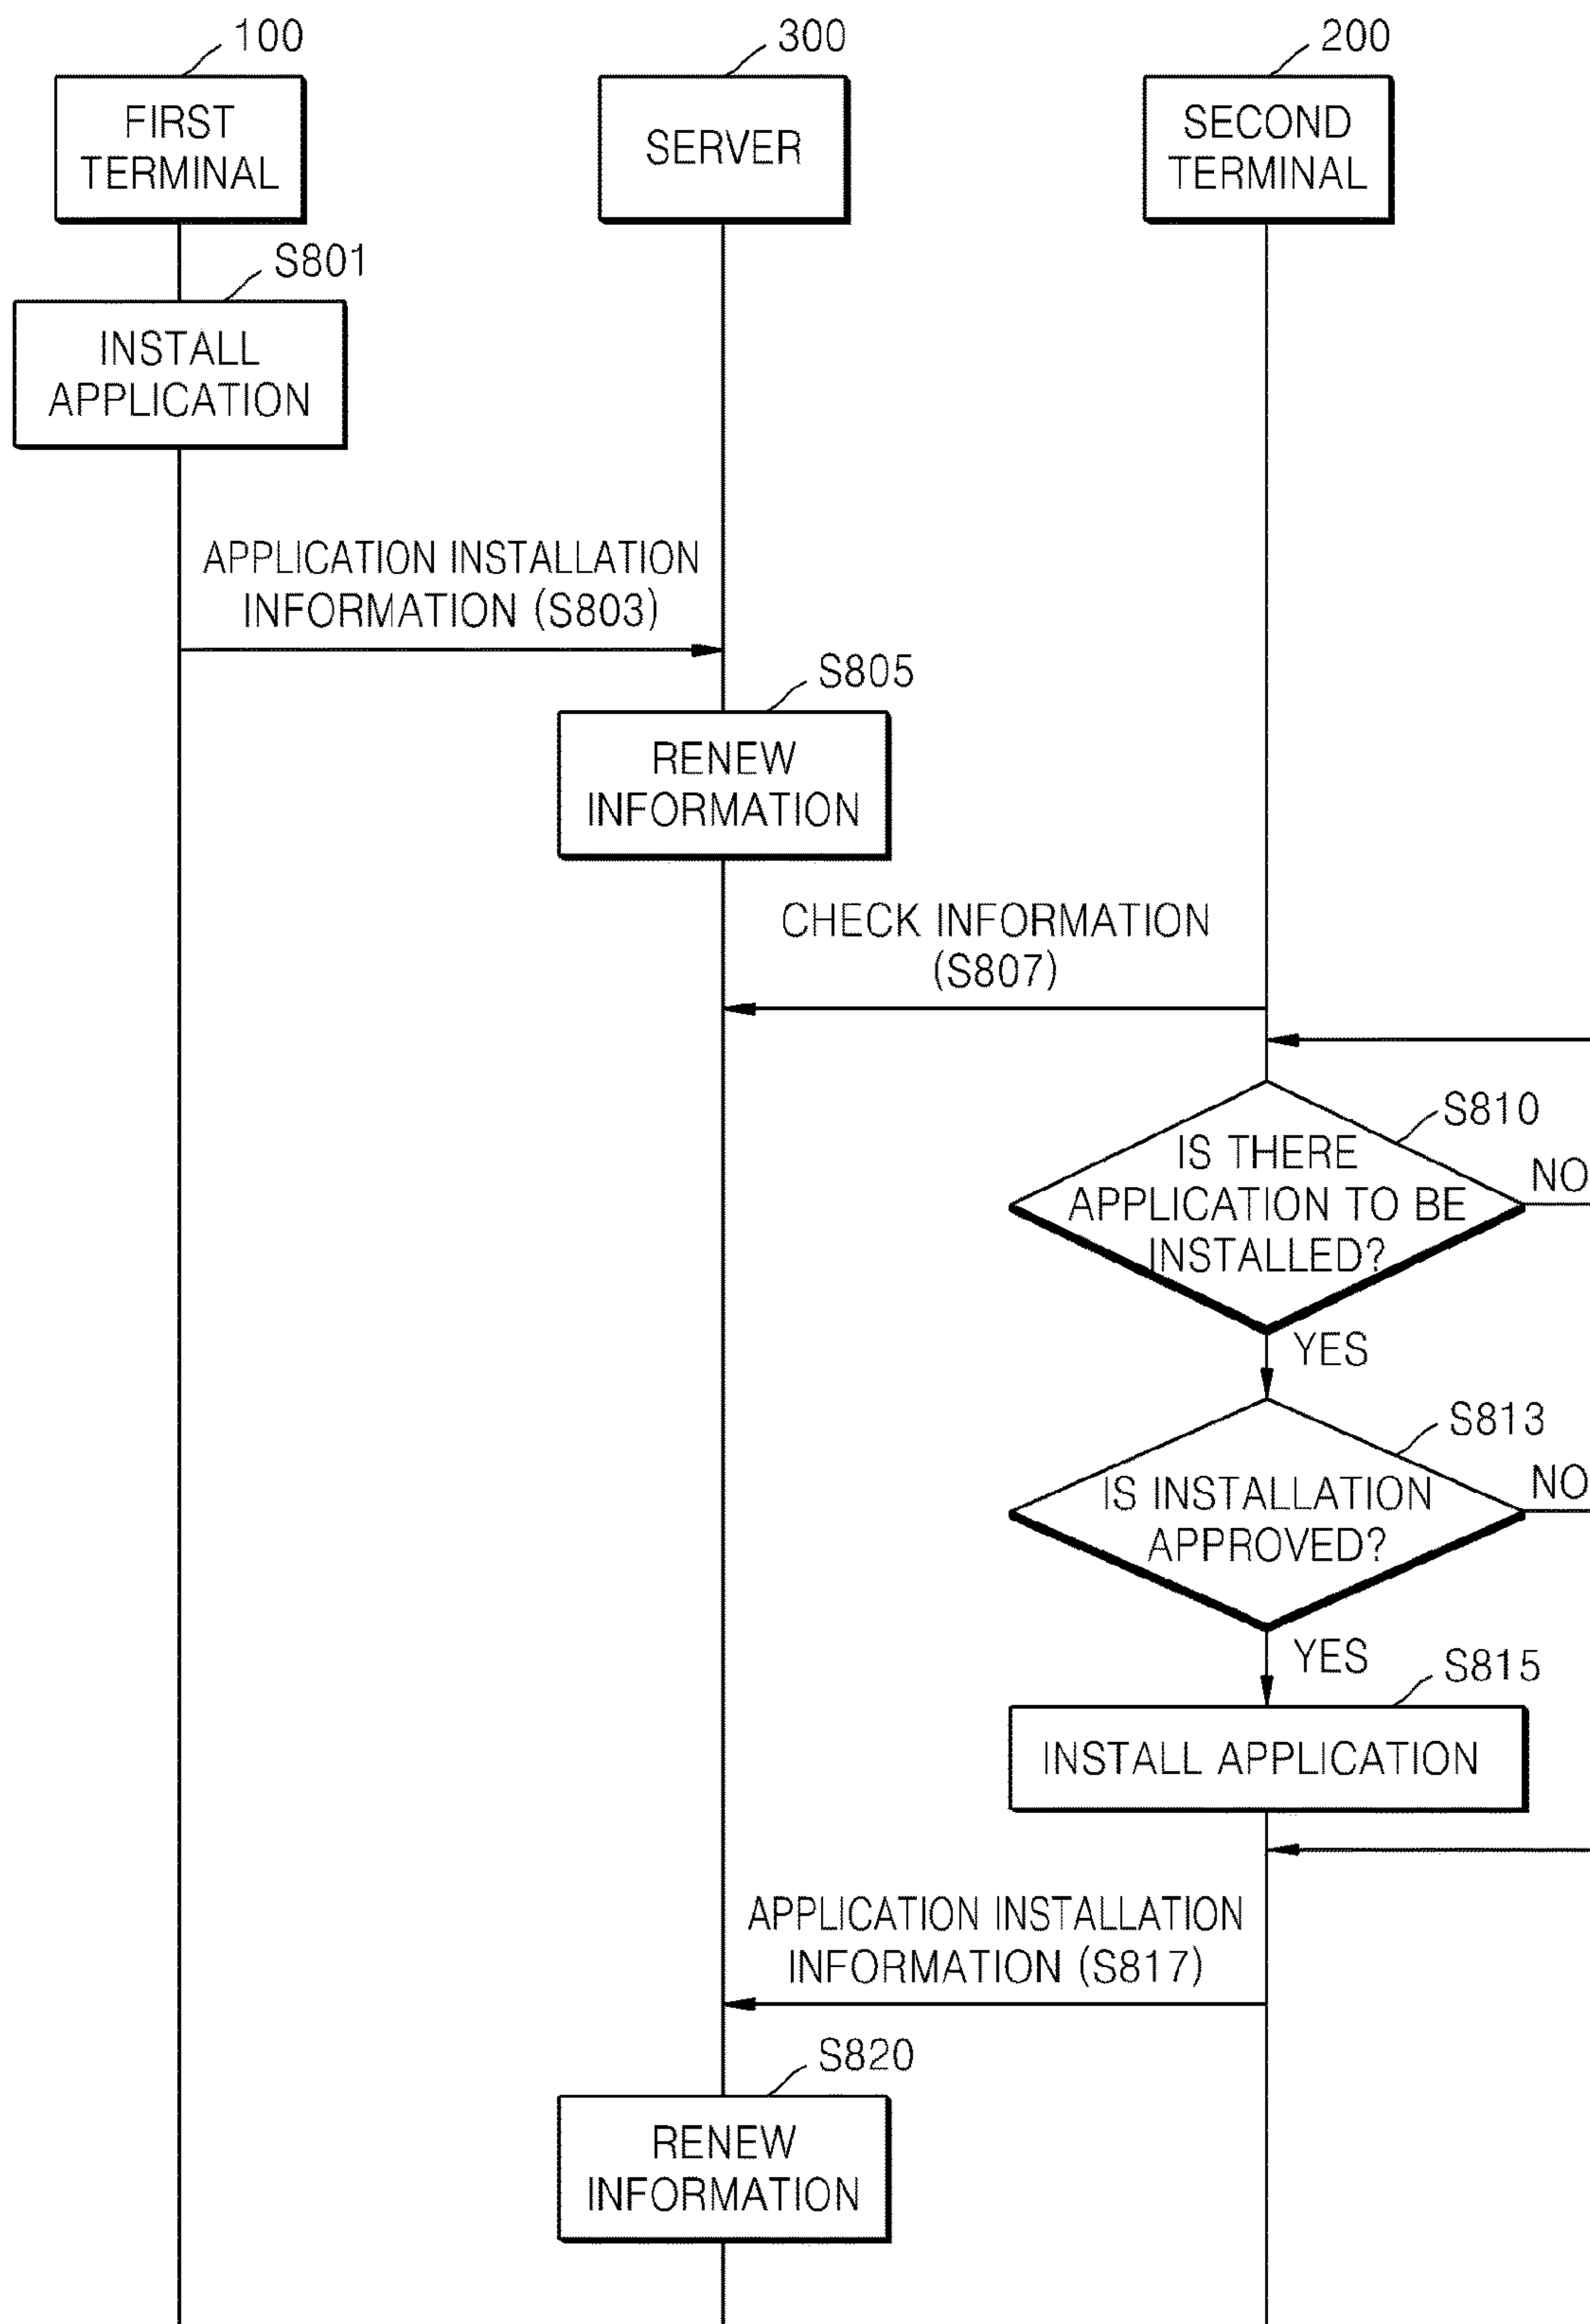 100
300
200
FIRST
TERMINAL
SERVER
SECOND
TERMINAL
S801
INSTALL
APPLICATION
APPLICATION INSTALLATION
INFORMATION (S803)
S805
RENEW
INFORMATION
CHECK INFORMATION
(S807)
S810
IS THERE
APPLICATION TO BE
INSTALLED?
NO
YES
S813
IS INSTALLATION
APPROVED?
NO
YES
S815
INSTALL APPLICATION
APPLICATION INSTALLATION
INFORMATION (S817)
S820
RENEW
INFORMATION